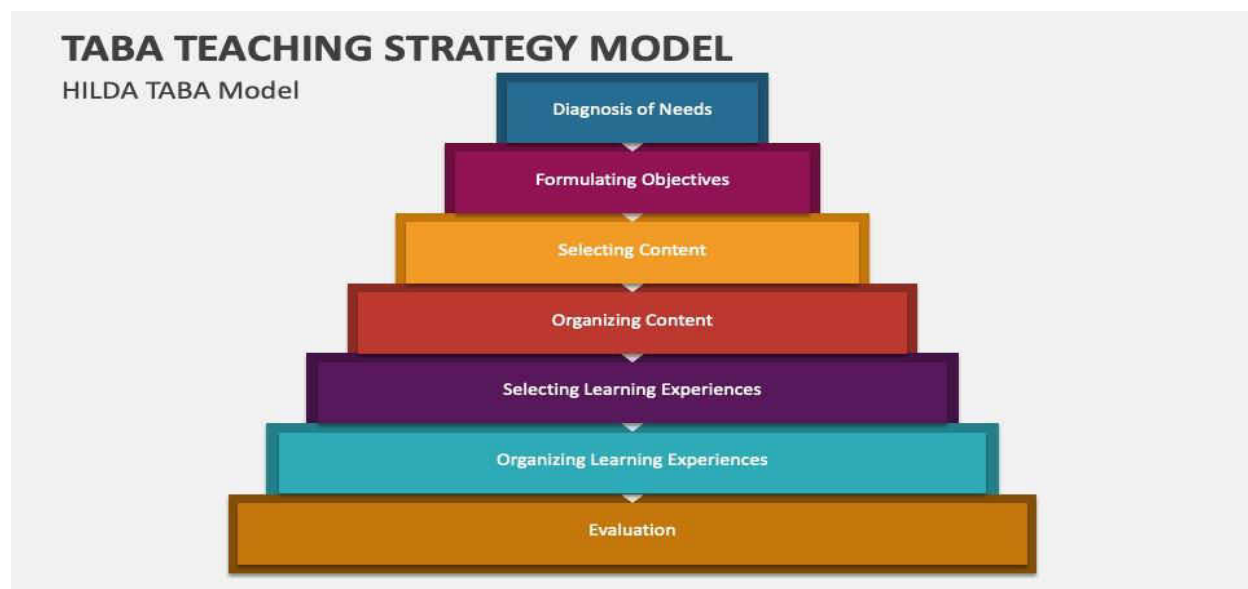 TABA TEACHING STRATEGY MODEL
HILDA TABA Model
Diagnosis of Needs
Formulating Objectives
Selecting Content
Organizing Content
Selecting Learning Experiences
Organizing Learning Experiences
Evaluation